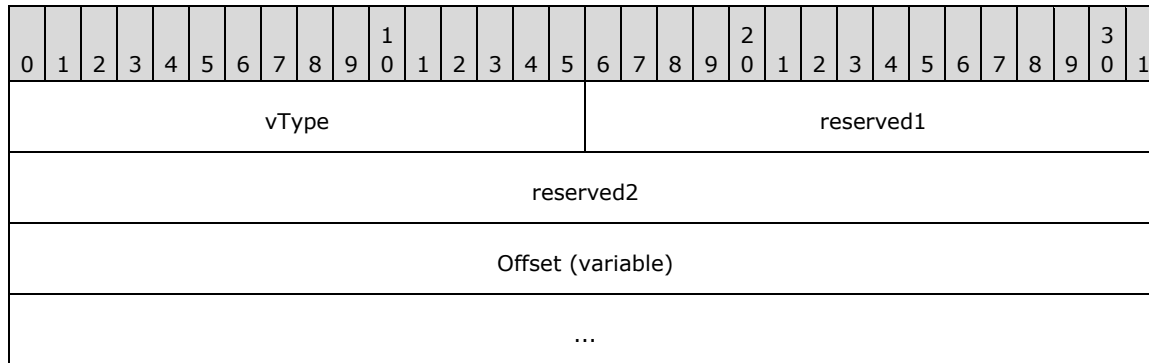 1 2 3
0 1 2 3 4 5 6 7 8 9 0 1 2 3 4 5 6 7 8 9 0 1 2 3 4 5 6 7 8 9 0 1
vType reserved1
reserved2
Offset (variable)
...